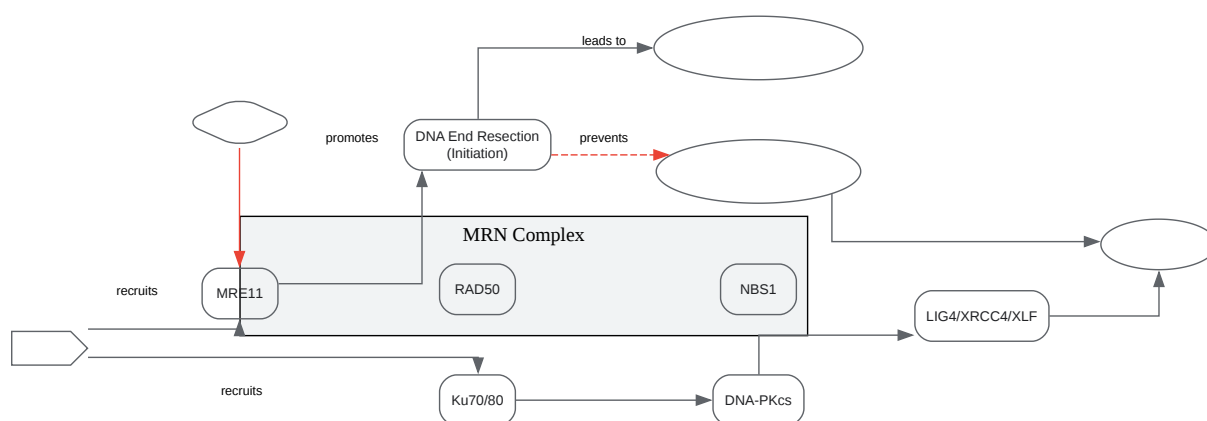 leads to
promotes
DNA End Resection
(Initiation)
prevents
MRN Complex
recruits
MRE11
RAD50
NBS1
LIG4/XRCC4/XLF
recruits
Ku70/80
DNA-PKcs